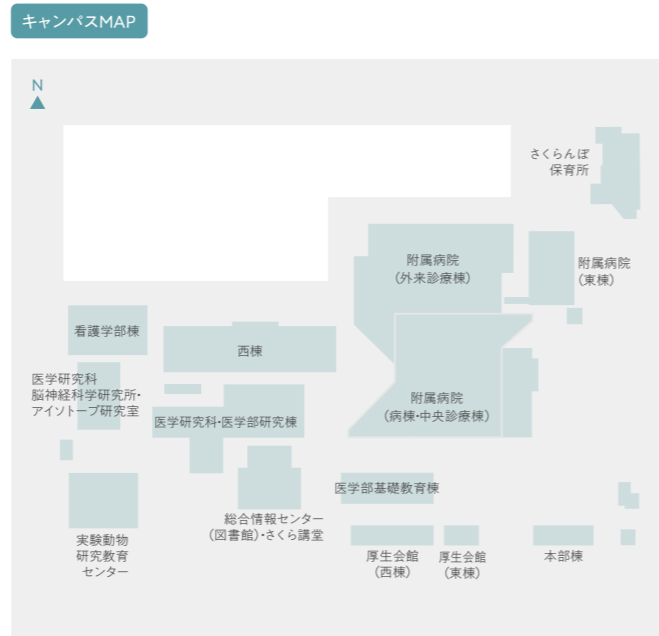 キャンパスMAP
N
さくらんぼ
保育所
附属病院
(外来診療棟)
附属病院
(東棟)
看護学部棟
西棟
医学研究科
脳神経科学研究所・
アイソトープ研究室
附属病院
(病棟・中央診療棟)
医学研究科・医学部研究棟
医学部基礎教育棟
総合情報センター
(図書館)・さくら講堂
実験動物
研究教育
センター
厚生会館
(西棟)
厚生会館
(東棟)
本部棟